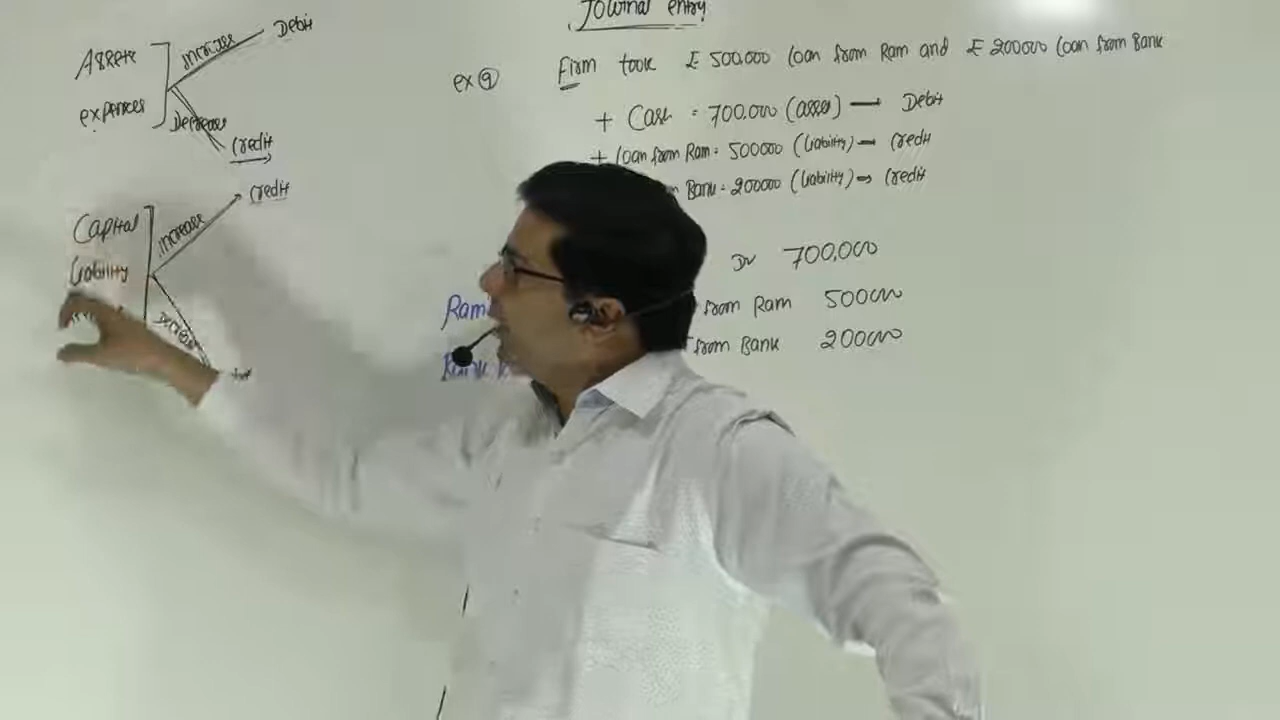 Journal entry
Assets
expences
increase
Debit
Decrease
Credit
Capital
Liability
increase
Credit
ex 9
Firm took £ 500,000 Loan from Ram and £ 200000 Loan from Bank
+ Cash = 700,000 (asset) — Debit
+ Loan from Ram = 500000 (Liability) — Credit
Bank = 200000 (Liability) → Credit
Dr 700,000
Ram
from Ram 500000
from Bank 200000
Bank